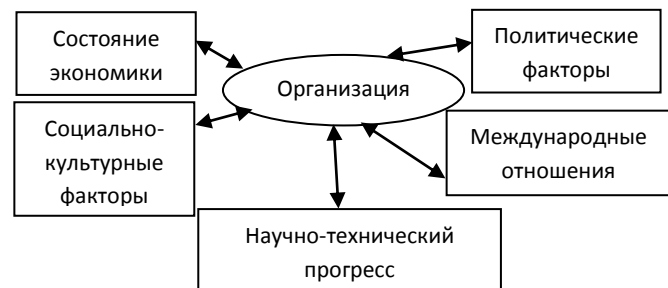 Состояние
экономики
Политические
факторы
Организация
Социально-
культурные
факторы
Международные
отношения
Научно-технический
прогресс